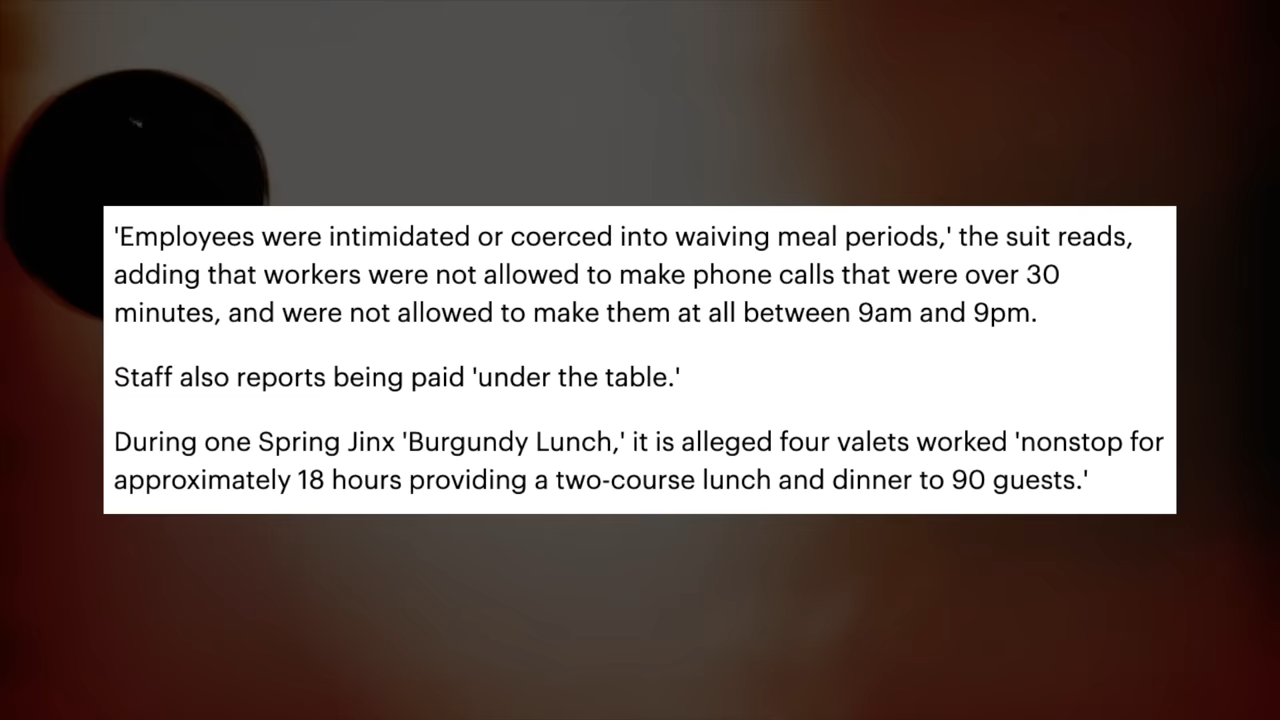 'Employees were intimidated or coerced into waiving meal periods,' the suit reads,
adding that workers were not allowed to make phone calls that were over 30
minutes, and were not allowed to make them at all between 9am and 9pm.
Staff also reports being paid 'under the table.'
During one Spring Jinx 'Burgundy Lunch,' it is alleged four valets worked 'nonstop for
approximately 18 hours providing a two-course lunch and dinner to 90 guests.'